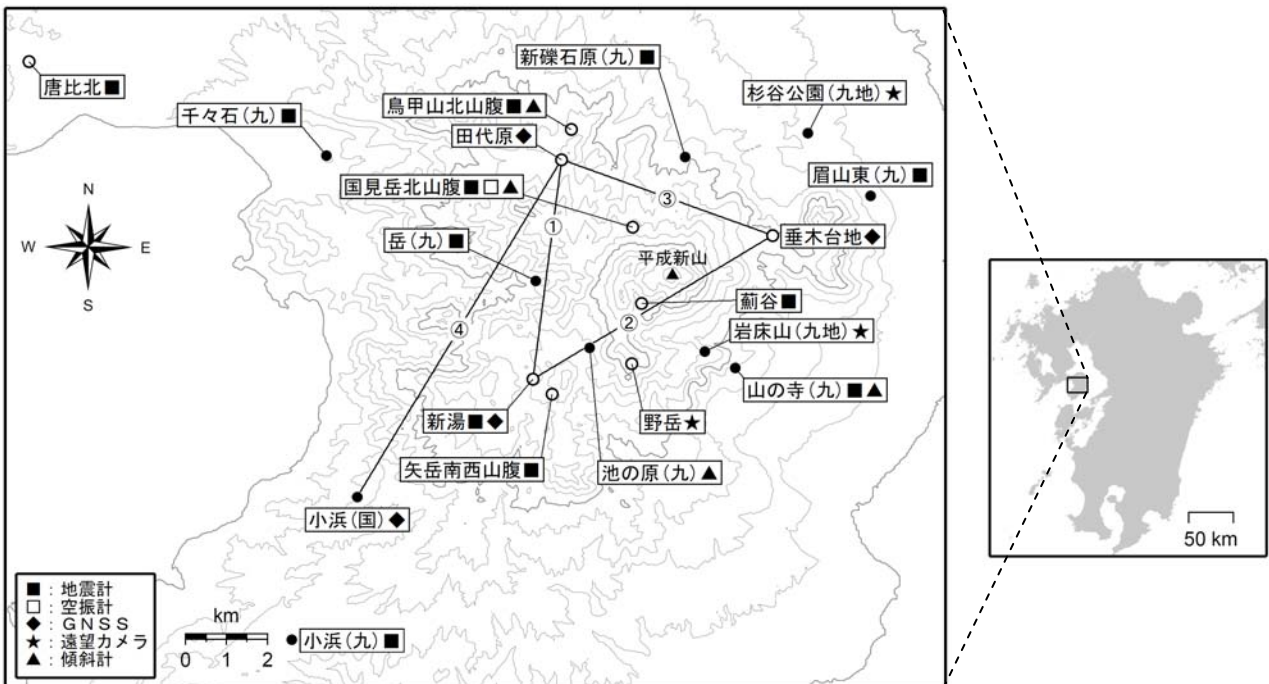 新礫石原(九)■
唐比北■
杉谷公園(九地)★
鳥甲山北山腹■▲
千々石(九)■
田代原◆
眉山東(九)■
国見岳北山腹■□▲
③
N
W E
S
①
垂木台地◆
岳(九)■
平成新山
薊谷■
②
④
岩床山(九地)★
山の寺(九)■▲
新湯■◆
野岳★
矢岳南西山腹■
池の原(九)▲
小浜(国)◆
50 km
■:地震計
□:空振計
◆:GNSS
★:遠望カメラ
▲:傾斜計
km
0 1 2
小浜(九)■